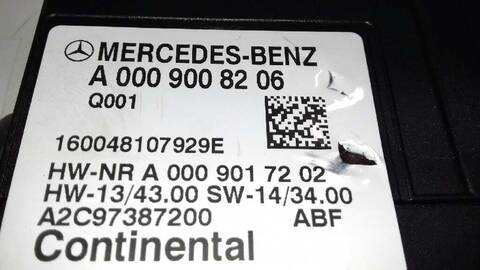 MERCEDES-BENZ
A 000 900 82 06
Q001
160048107929E
HW-NR A 000 901 72 02
HW-13/43.00 SW-14/34.00
A2C97387200 ABF
Continental